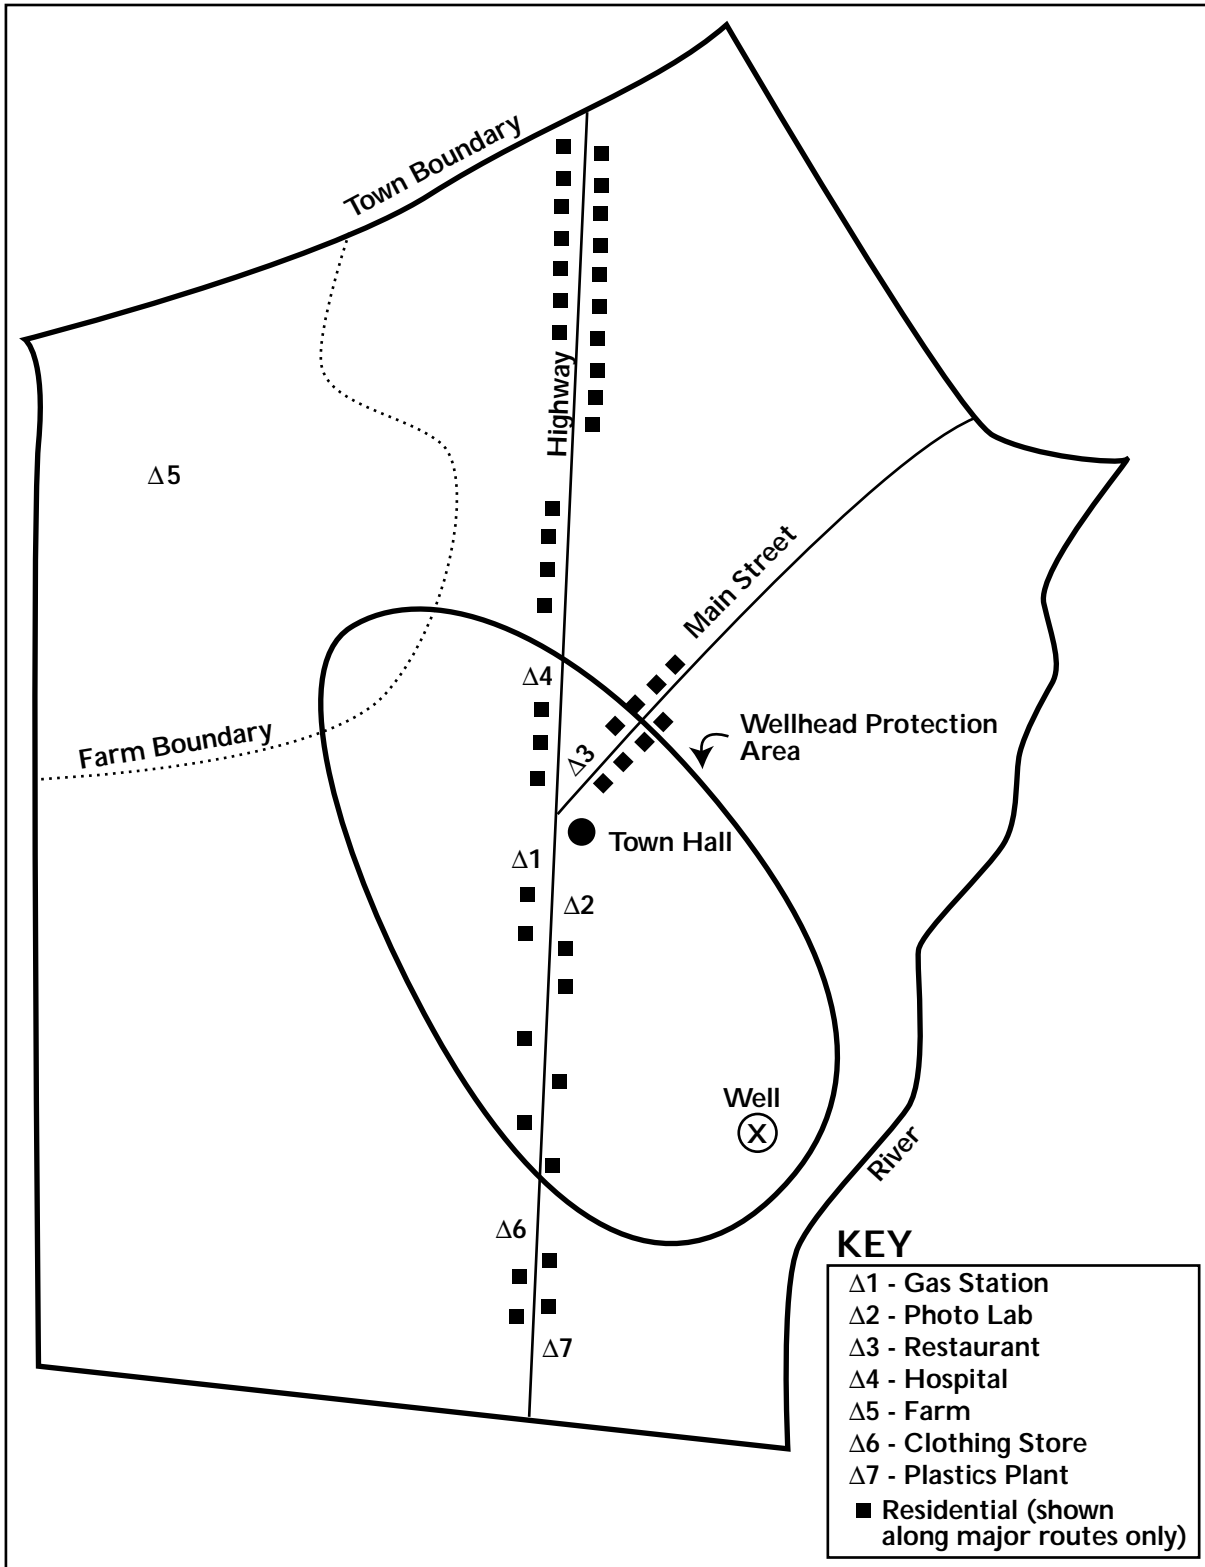 Town Boundary
Highway
Δ5
Main Street
Δ4
Farm Boundary
Δ3
Wellhead Protection
Area
Town Hall
Δ1
Δ2
Well
X
River
Δ6
Δ7
KEY
Δ1 - Gas Station
Δ2 - Photo Lab
Δ3 - Restaurant
Δ4 - Hospital
Δ5 - Farm
Δ6 - Clothing Store
Δ7 - Plastics Plant
■ Residential (shown
along major routes only)